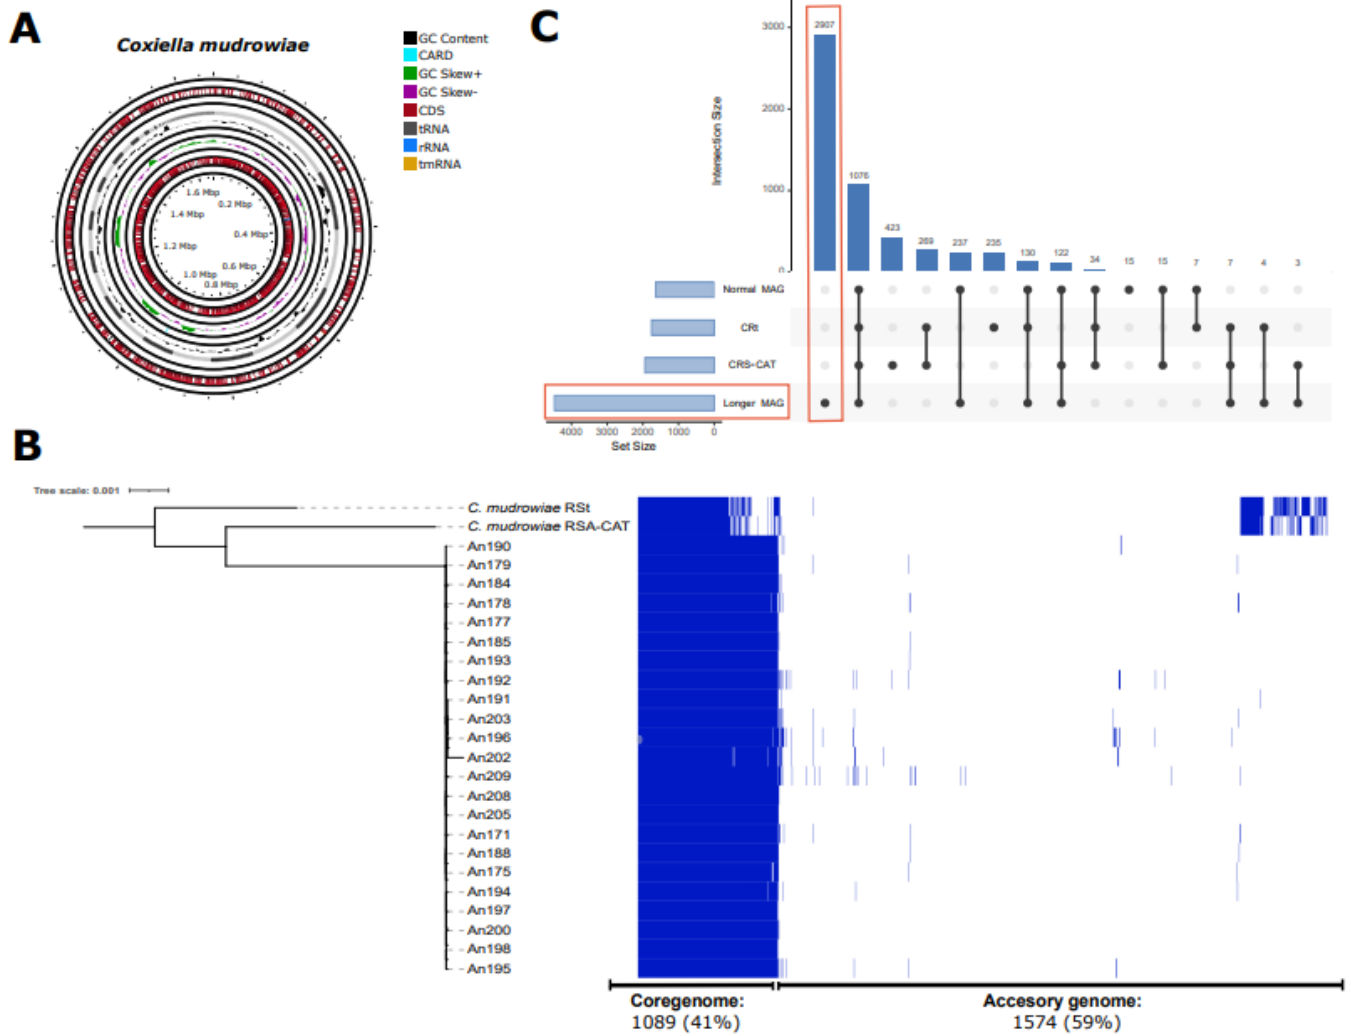 A
Coxiella mudrowiae
GC Content
CARD
GC Skew+
GC Skew-
CDS
tRNA
rRNA
tmRNA
1.6 Mbp
0.2 Mbp
1.4 Mbp
0.4 Mbp
1.2 Mbp
0.6 Mbp
1.0 Mbp
0.8 Mbp
C
Intersection Size
3000
2000
1000
0
2907
1076
423
269
237
235
130
122
34
15
15
7
7
4
3
Normal MAG
CRt
CRS-CAT
Longer MAG
4000 3000 2000 1000 0
Set Size
B
Tree scale: 0.001
C. mudrowiae RSt
C. mudrowiae RSA-CAT
An190
An179
An184
An178
An177
An185
An193
An192
An191
An203
An196
An202
An209
An208
An205
An171
An188
An175
An194
An197
An200
An198
An195
Coregenome:
1089 (41%)
Accesory genome:
1574 (59%)